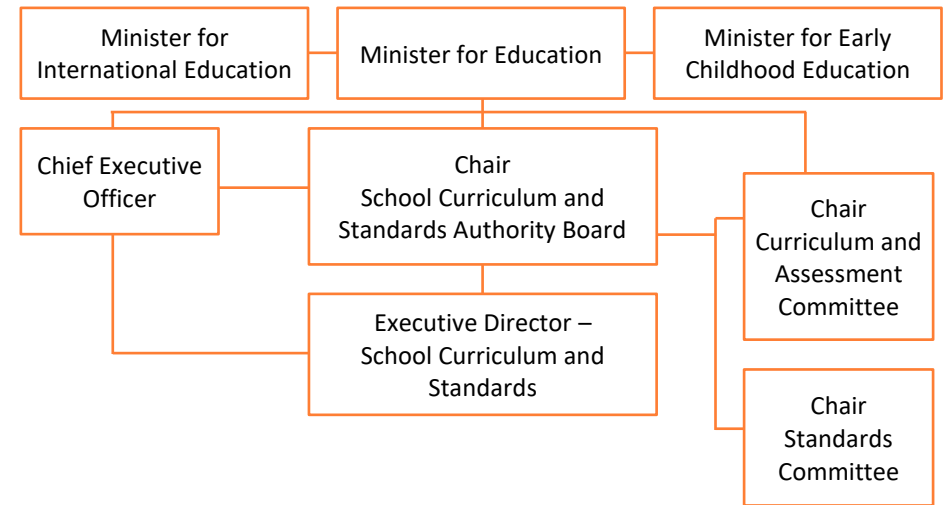 Minister for
International Education
Minister for Education
Minister for Early
Childhood Education
Chief Executive
Officer
Chair
School Curriculum and
Standards Authority Board
Chair
Curriculum and
Assessment
Committee
Executive Director –
School Curriculum and
Standards
Chair
Standards
Committee